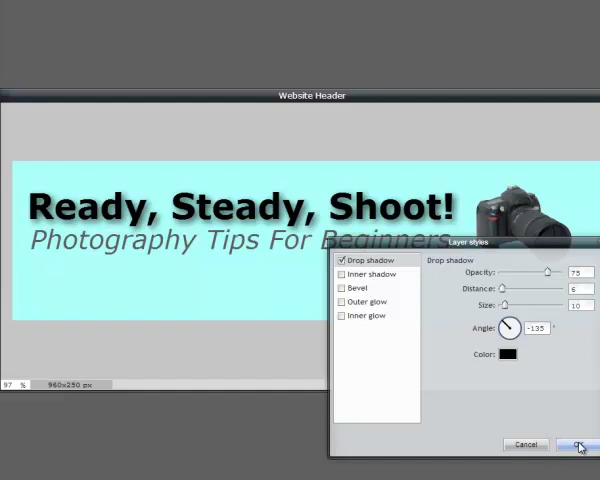 Website Header
Ready, Steady, Shoot!
Photography Tips For Beginners
Layer styles
Drop shadow
Inner shadow
Bevel
Outer glow
Inner glow
Drop shadow
Opacity: 75
Distance: 6
Size: 10
Angle: -135 °
Color:
Cancel
97 %
960x250 px